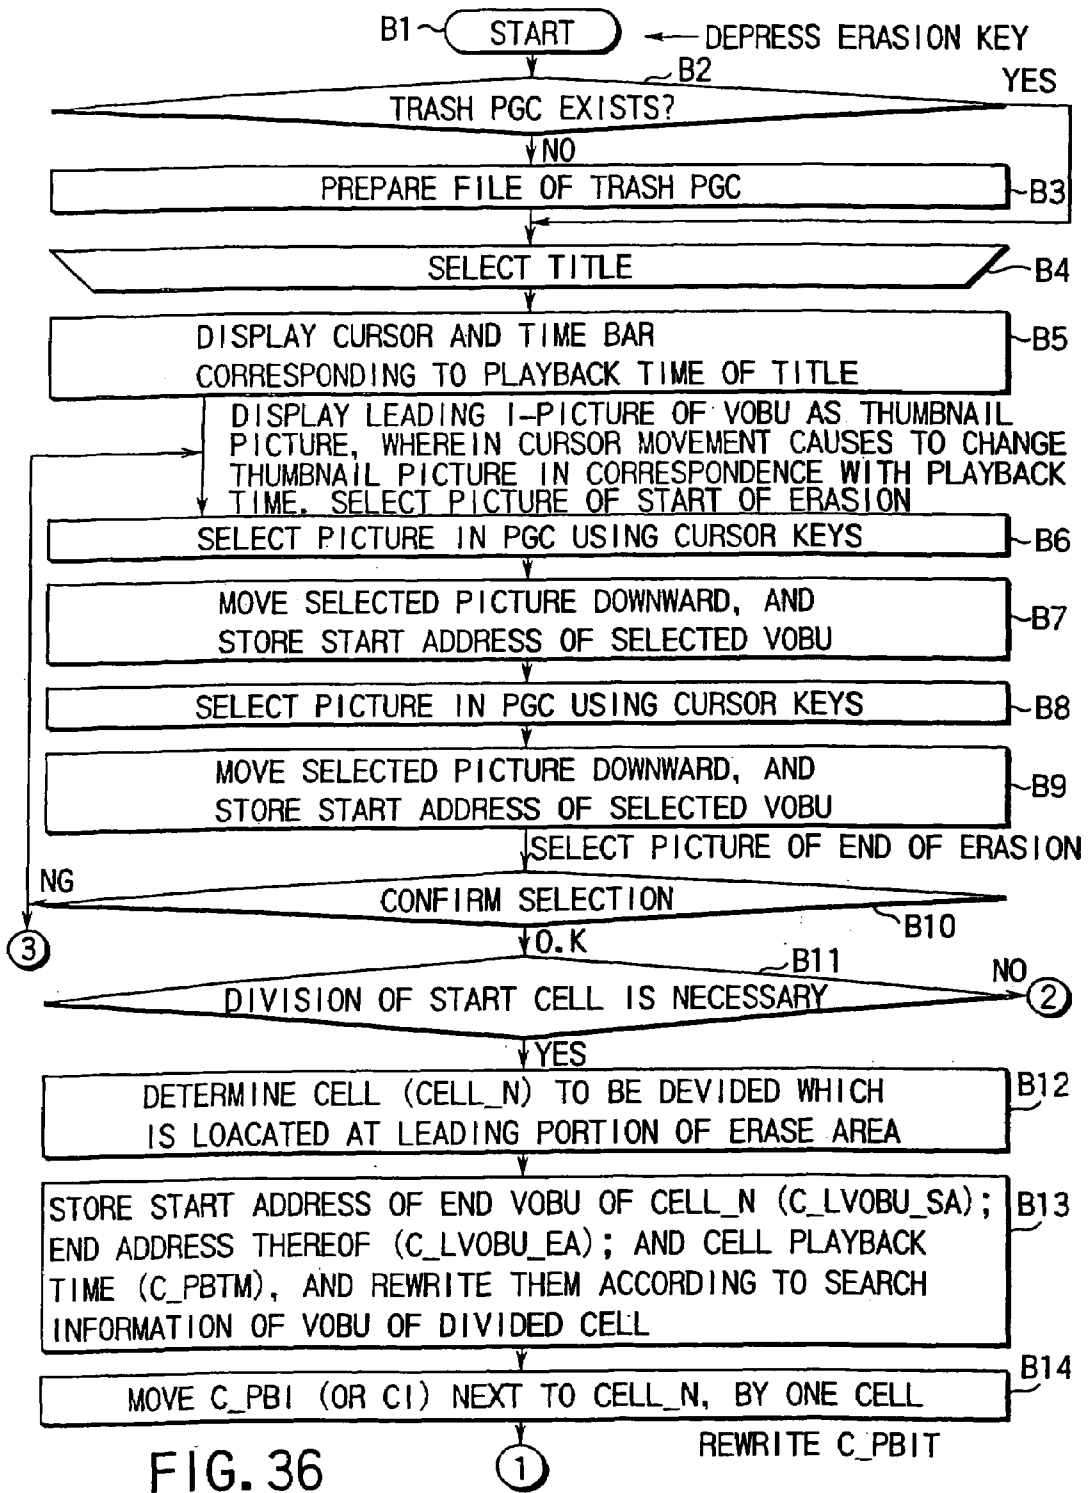 B1 START ← DEPRESS ERASION KEY
B2
YES
TRASH PGC EXISTS?
NO
PREPARE FILE OF TRASH PGC
B3
SELECT TITLE
B4
DISPLAY CURSOR AND TIME BAR
CORRESPONDING TO PLAYBACK TIME OF TITLE
B5
DISPLAY LEADING I-PICTURE OF VOBU AS THUMBNAIL
PICTURE, WHEREIN CURSOR MOVEMENT CAUSES TO CHANGE
THUMBNAIL PICTURE IN CORRESPONDENCE WITH PLAYBACK
TIME. SELECT PICTURE OF START OF ERASION
SELECT PICTURE IN PGC USING CURSOR KEYS
B6
MOVE SELECTED PICTURE DOWNWARD, AND
STORE START ADDRESS OF SELECTED VOBU
B7
SELECT PICTURE IN PGC USING CURSOR KEYS
B8
MOVE SELECTED PICTURE DOWNWARD, AND
STORE START ADDRESS OF SELECTED VOBU
B9
SELECT PICTURE OF END OF ERASION
NG
CONFIRM SELECTION
B10
3
O.K
B11
NO
DIVISION OF START CELL IS NECESSARY
2
YES
DETERMINE CELL (CELL_N) TO BE DEVIDED WHICH
IS LOACATED AT LEADING PORTION OF ERASE AREA
B12
STORE START ADDRESS OF END VOBU OF CELL_N (C_LVOBU_SA);
END ADDRESS THEREOF (C_LVOBU_EA); AND CELL PLAYBACK
TIME (C_PBTM), AND REWRITE THEM ACCORDING TO SEARCH
INFORMATION OF VOBU OF DIVIDED CELL
B13
B14
MOVE C_PBI (OR CI) NEXT TO CELL_N, BY ONE CELL
REWRITE C_PBIT
1
FIG. 36